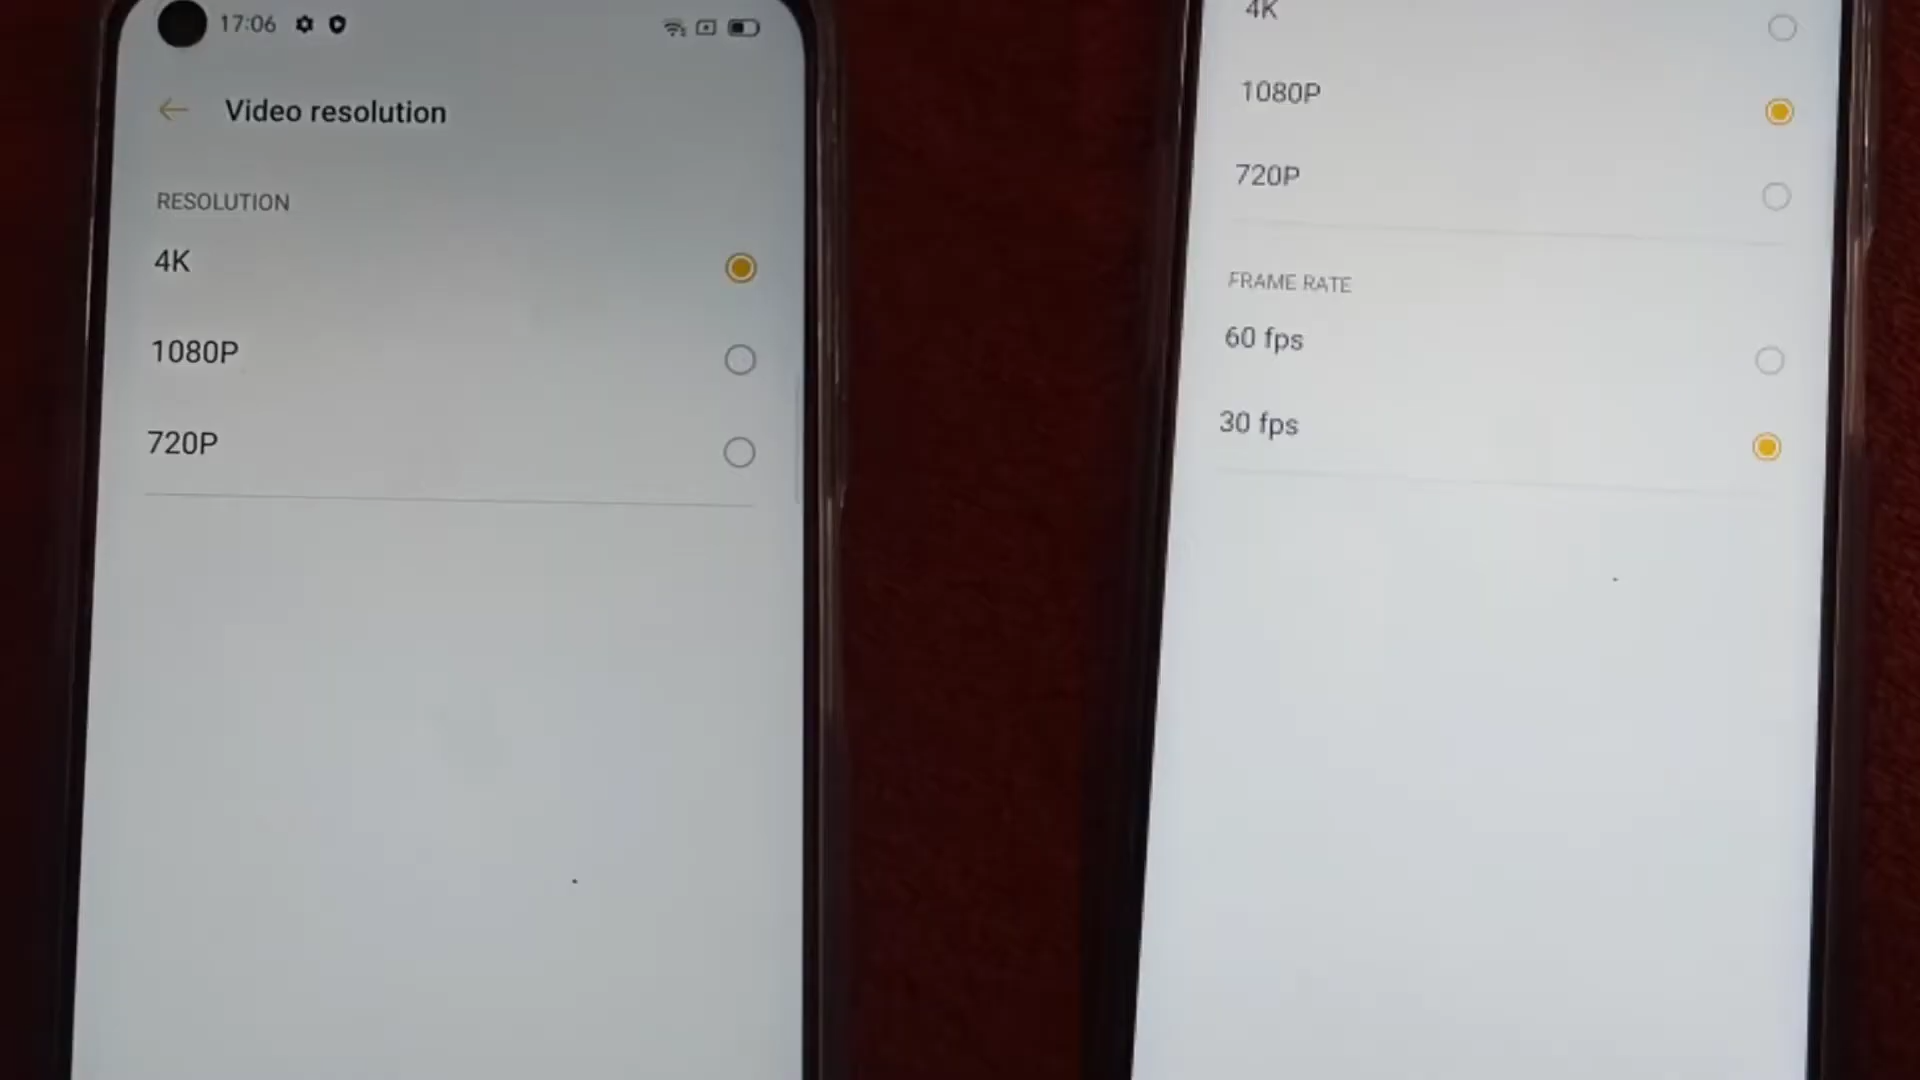 17:06
Video resolution
RESOLUTION
4K
1080P
720P
4K
1080P
720P
FRAME RATE
60 fps
30 fps